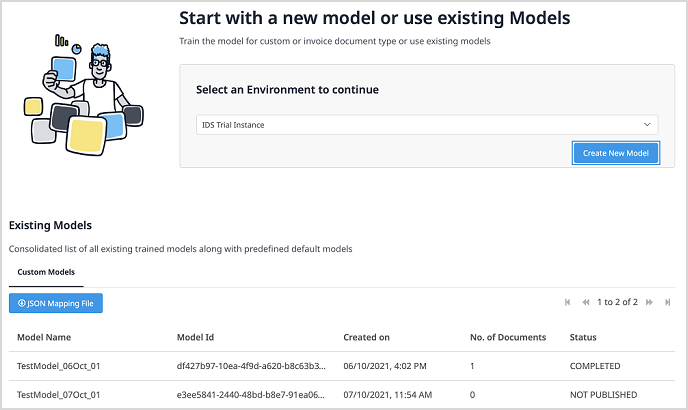 Start with a new model or use existing Models
Train the model for custom or invoice document type or use existing models
Select an Environment to continue
IDS Trial Instance
Create New Model
Existing Models
Consolidated list of all existing trained models along with predefined default models
Custom Models
JSON Mapping File
1 to 2 of 2
Model Name Model Id Created on No. of Documents Status
TestModel_06Oct_01 df427b97-10ea-4f9d-a620-b8c63b3... 06/10/2021, 4:02 PM 1 COMPLETED
TestModel_07Oct_01 e3ee5841-2440-48bd-b8e7-91ea06... 07/10/2021, 11:54 AM 0 NOT PUBLISHED